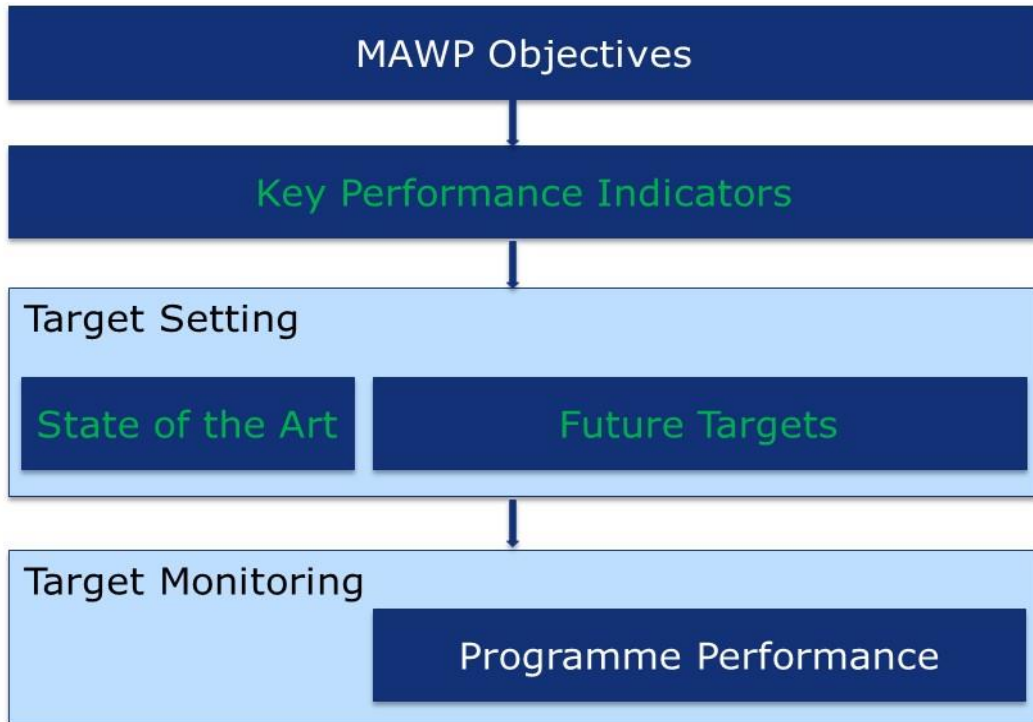 MAWP Objectives
Key Performance Indicators
Target Setting
State of the Art
Future Targets
Target Monitoring
Programme Performance